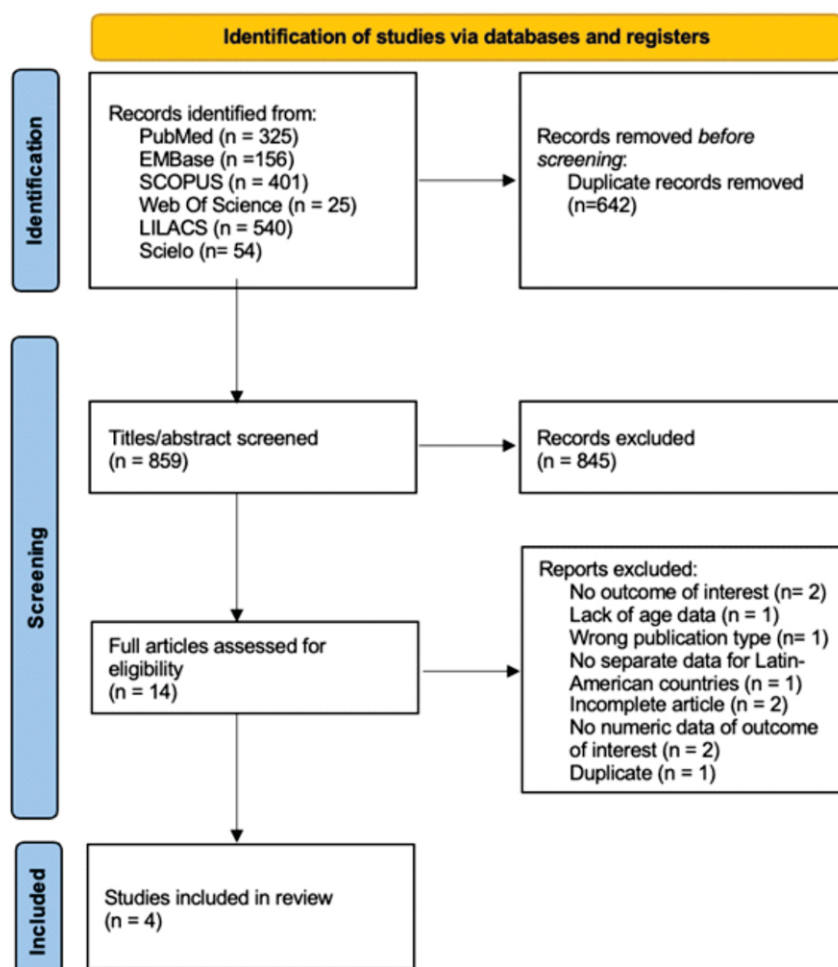 Identification of studies via databases and registers
Identification
Records identified from:
PubMed (n = 325)
EMBase (n =156)
SCOPUS (n = 401)
Web Of Science (n = 25)
LILACS (n = 540)
Scielo (n= 54)
Records removed before
screening:
Duplicate records removed
(n=642)
Screening
Titles/abstract screened
(n = 859)
Records excluded
(n = 845)
Full articles assessed for
eligibility
(n = 14)
Reports excluded:
No outcome of interest (n= 2)
Lack of age data (n = 1)
Wrong publication type (n= 1)
No separate data for Latin-
American countries (n = 1)
Incomplete article (n = 2)
No numeric data of outcome
of interest (n = 2)
Duplicate (n = 1)
Included
Studies included in review
(n = 4)